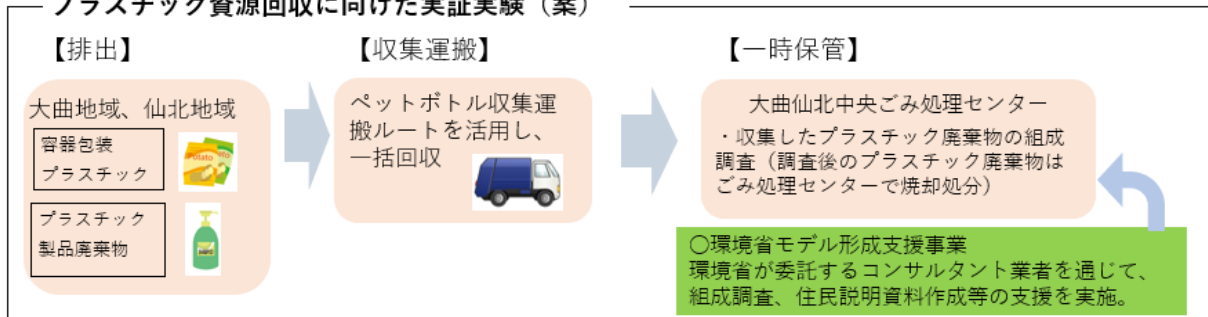 プラスチック資源回収に向けた実証実験（案）
【排出】
大曲地域、仙北地域
容器包装
プラスチック
Potato
プラスチック
製品廃棄物
【収集運搬】
ペットボトル収集運
搬ルートを活用し、
一括回収
【一時保管】
大曲仙北中央ごみ処理センター
・収集したプラスチック廃棄物の組成
調査（調査後のプラスチック廃棄物は
ごみ処理センターで焼却処分）
〇環境省モデル形成支援事業
環境省が委託するコンサルタント業者を通じて、
組成調査、住民説明資料作成等の支援を実施。